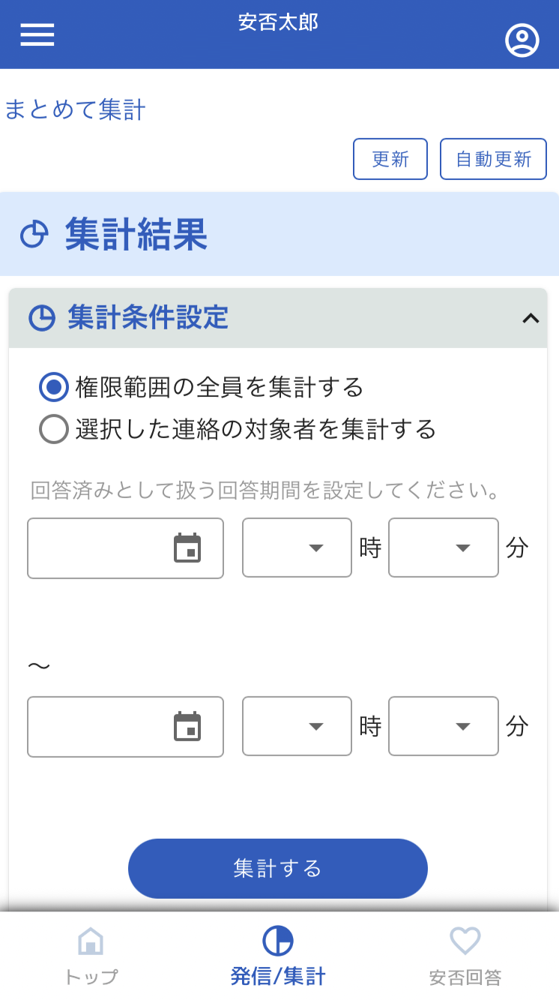 安否太郎
まとめて集計
更新 自動更新
集計結果
集計条件設定
権限範囲の全員を集計する
選択した連絡の対象者を集計する
回答済みとして扱う回答期間を設定してください。
時 分
〜
時 分
集計する
トップ 発信/集計 安否回答